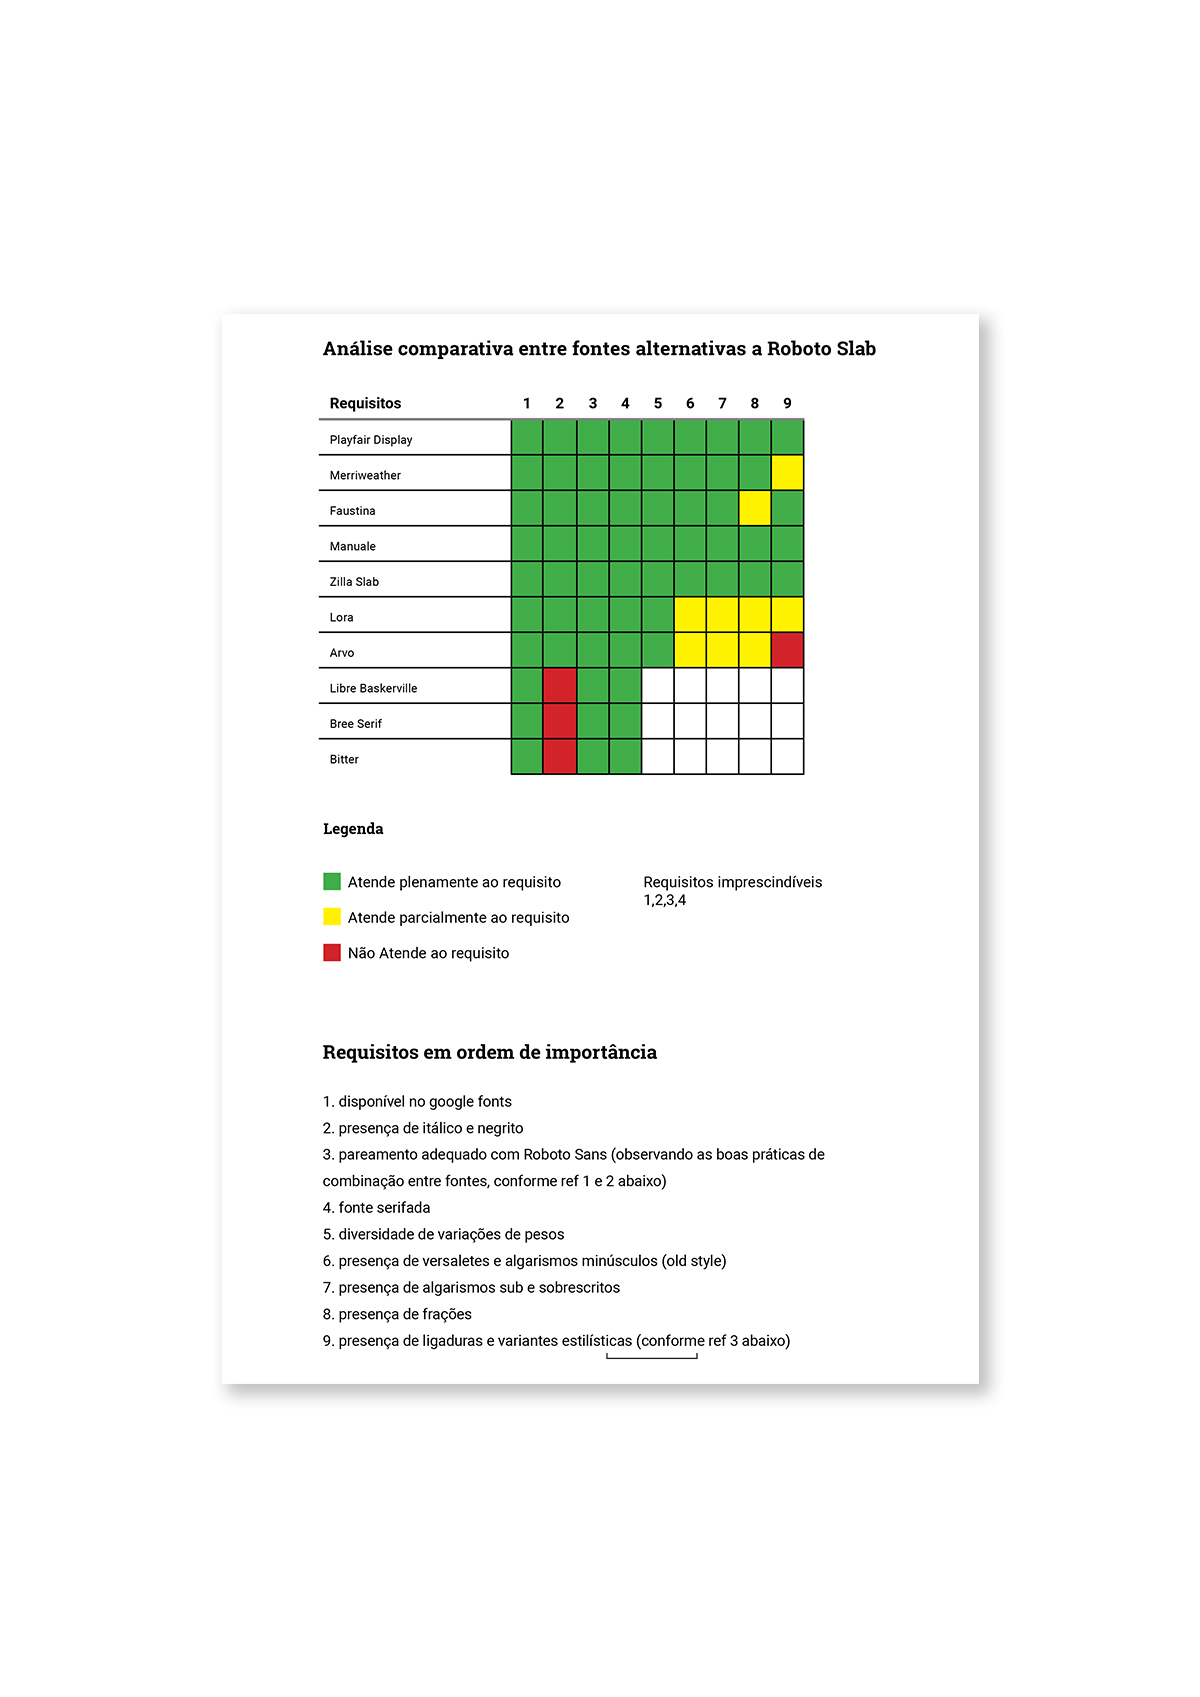 Análise comparativa entre fontes alternativas a Roboto Slab
Requisitos 1 2 3 4 5 6 7 8 9
Playfair Display
Merriweather
Faustina
Manuale
Zilla Slab
Lora
Arvo
Libre Baskerville
Bree Serif
Bitter
Legenda
Atende plenamente ao requisito
Atende parcialmente ao requisito
Não Atende ao requisito
Requisitos imprescindíveis
1,2,3,4
Requisitos em ordem de importância
1. disponível no google fonts
2. presença de itálico e negrito
3. pareamento adequado com Roboto Sans (observando as boas práticas de
combinação entre fontes, conforme ref 1 e 2 abaixo)
4. fonte serifada
5. diversidade de variações de pesos
6. presença de versaletes e algarismos minúsculos (old style)
7. presença de algarismos sub e sobrescritos
8. presença de frações
9. presença de ligaduras e variantes estilísticas (conforme ref 3 abaixo)